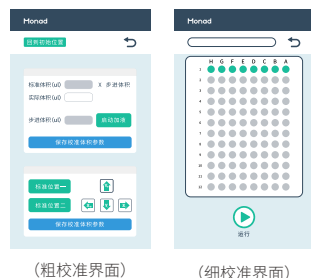 Monad
回到初始位置
标准体积(ul) X 步进体积
实际体积(ul)
步进体积(ul) 启动加液
保存校准体积参数
标准位置一
标准位置二
保存校准体积参数
(粗校准界面)
Monad
H G F E D C B A
1
2
3
4
5
6
7
8
9
10
11
12
运行
(细校准界面)